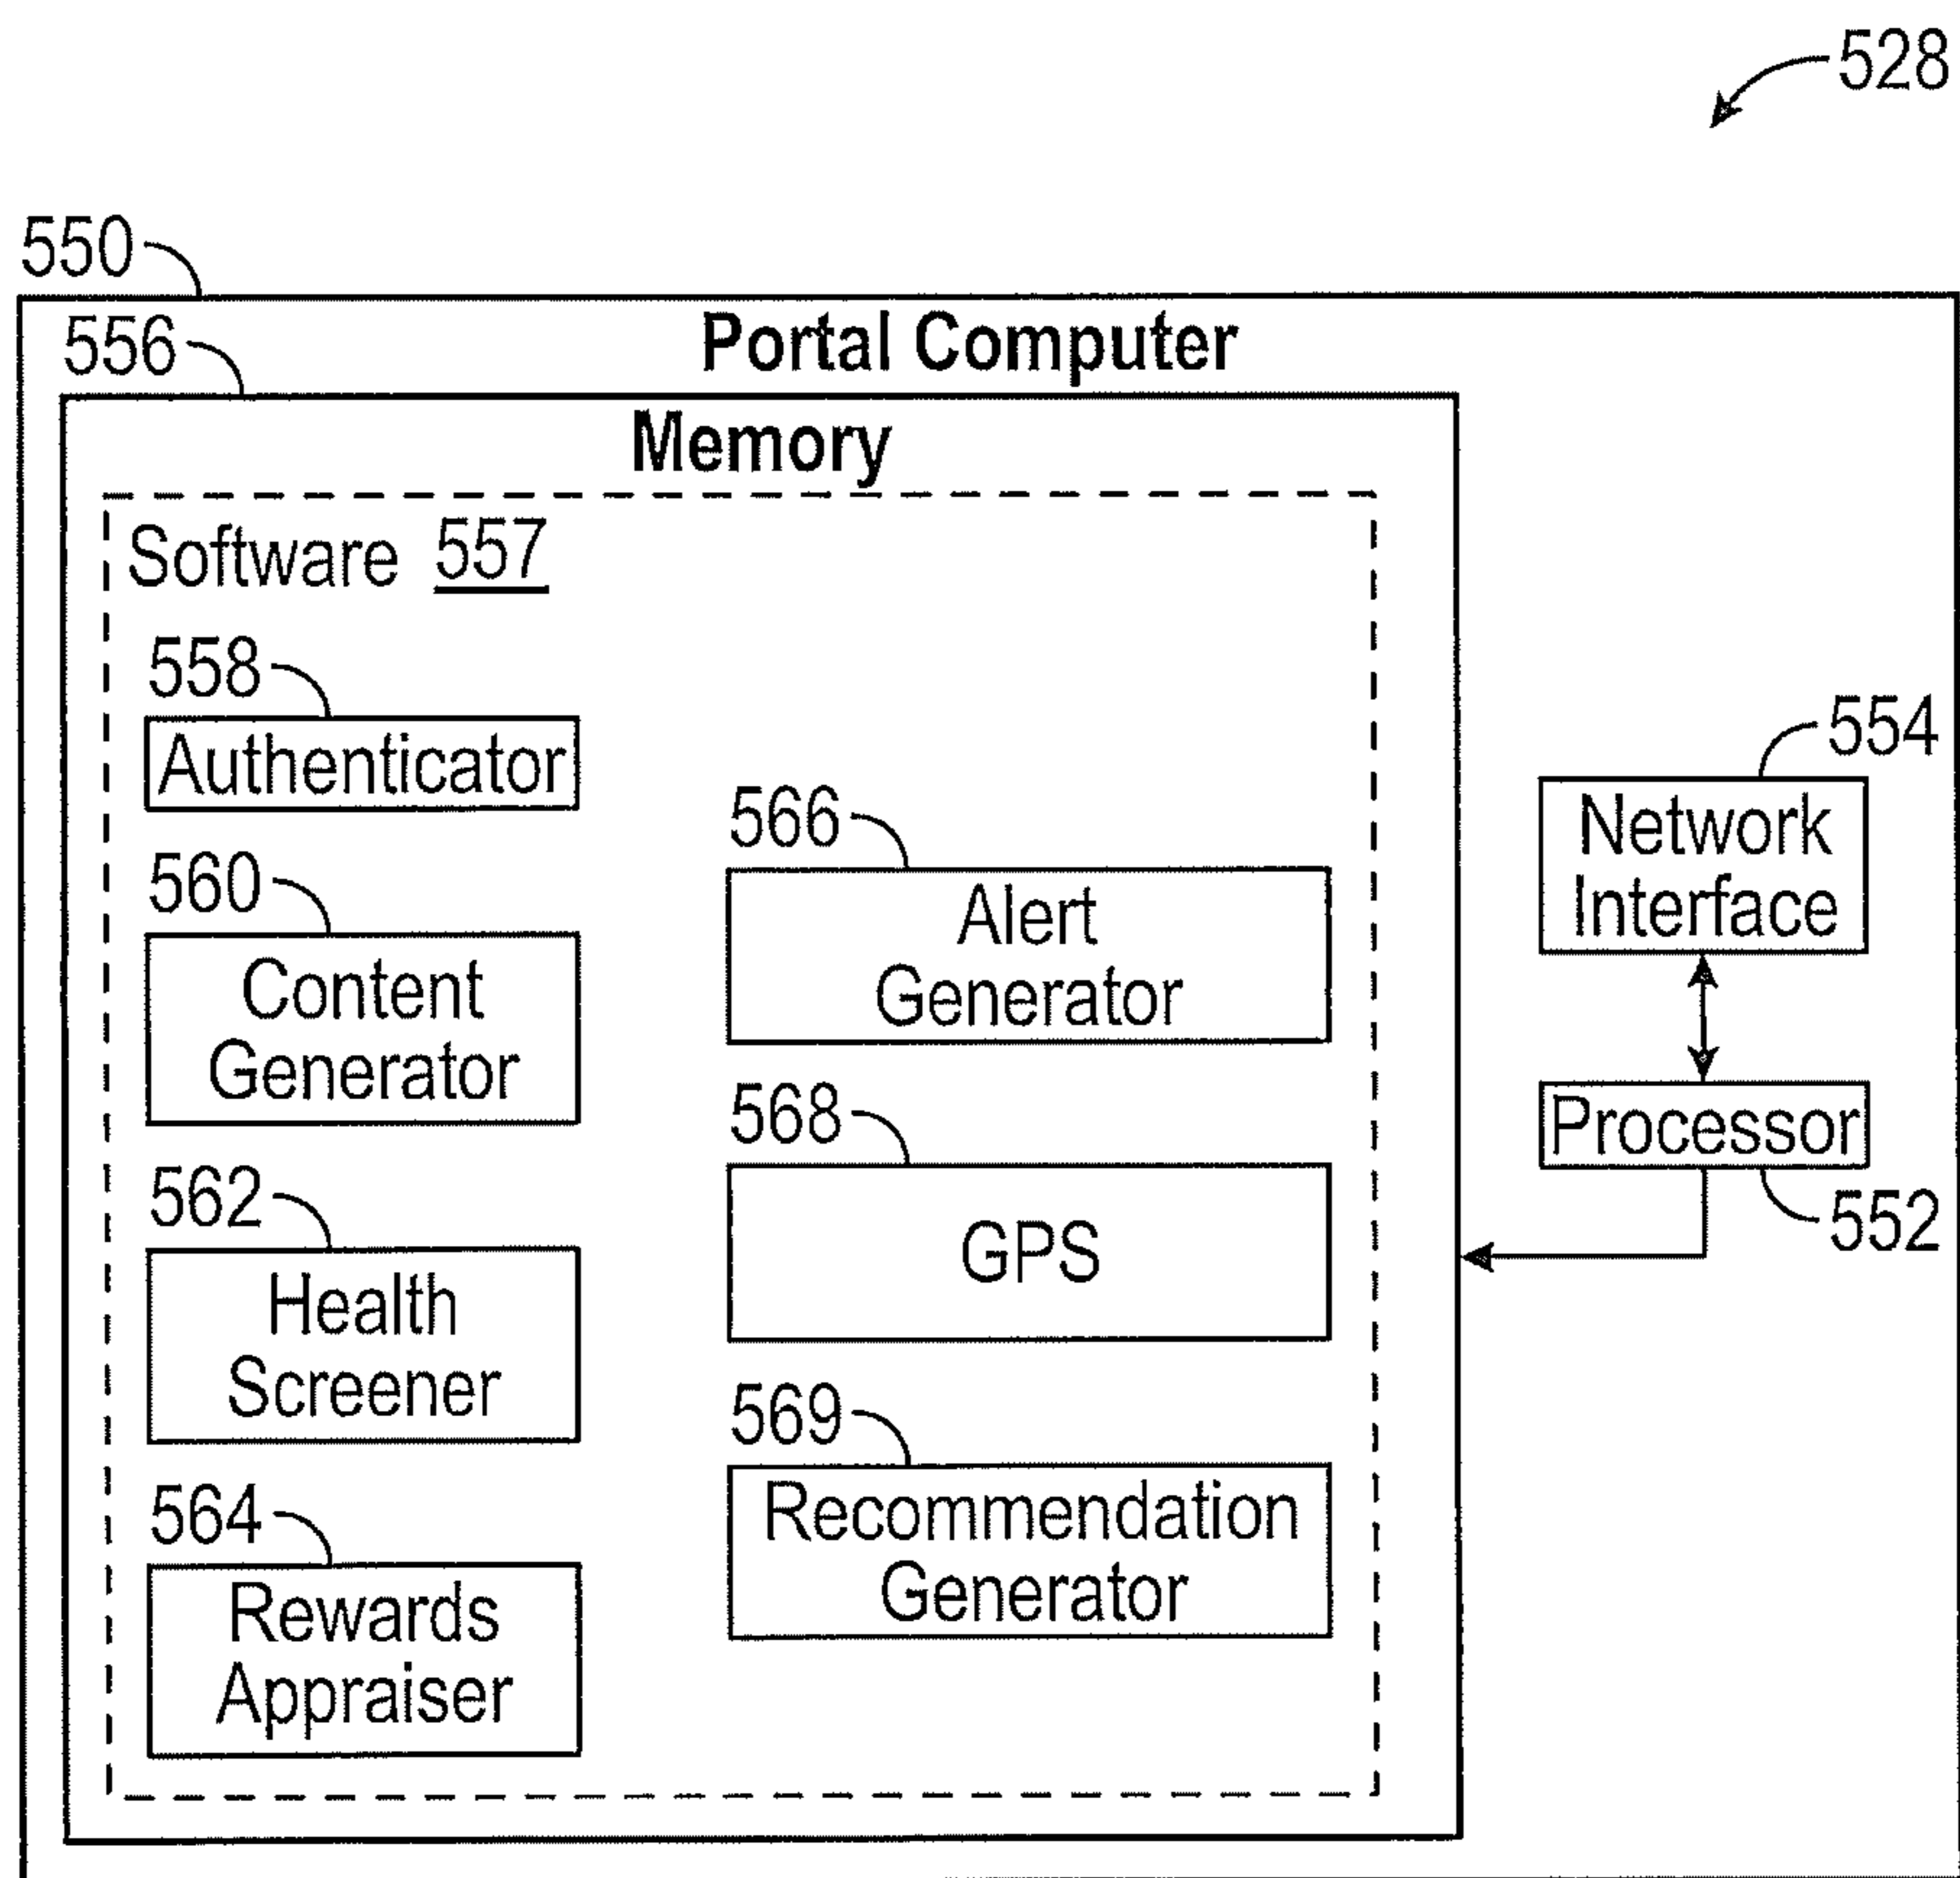 528
550
Portal Computer
556
Memory
Software 557
558
Authenticator
560
Content
Generator
562
Health
Screener
564
Rewards
Appraiser
566
Alert
Generator
568
GPS
569
Recommendation
Generator
554
Network
Interface
Processor
552